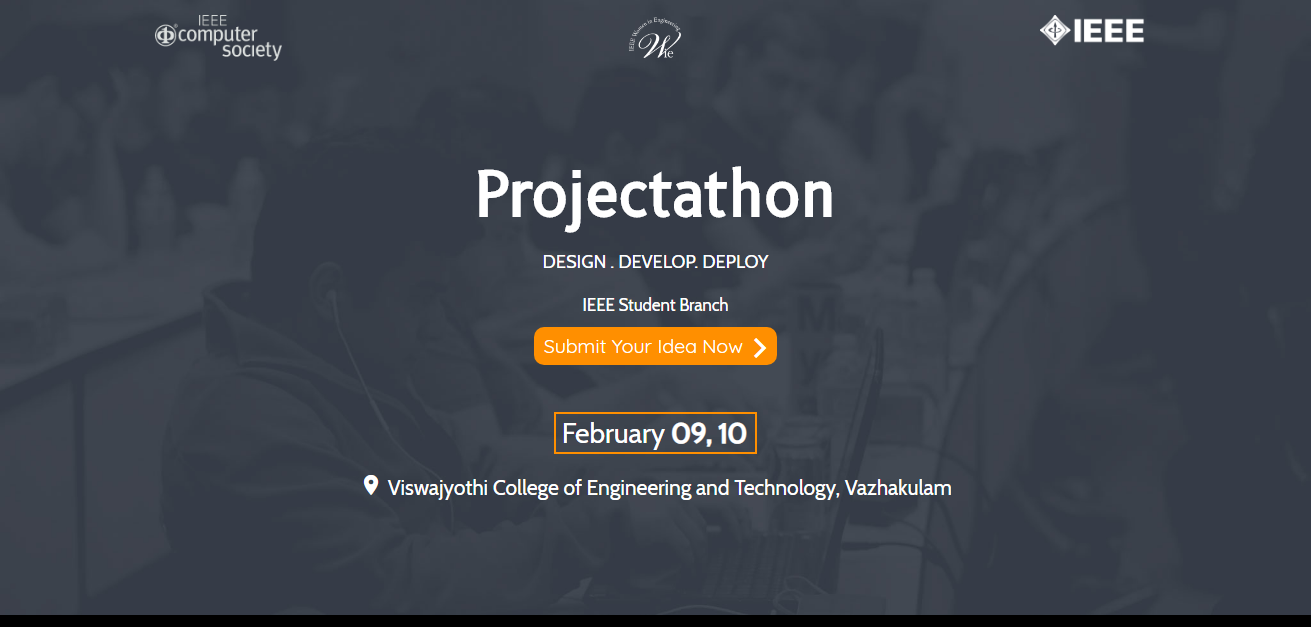 IEEE
computer
society
IEEE Women in Engineering
Wie
IEEE
Projectathon
DESIGN . DEVELOP. DEPLOY
IEEE Student Branch
Submit Your Idea Now
February 09, 10
Viswajyothi College of Engineering and Technology, Vazhakulam